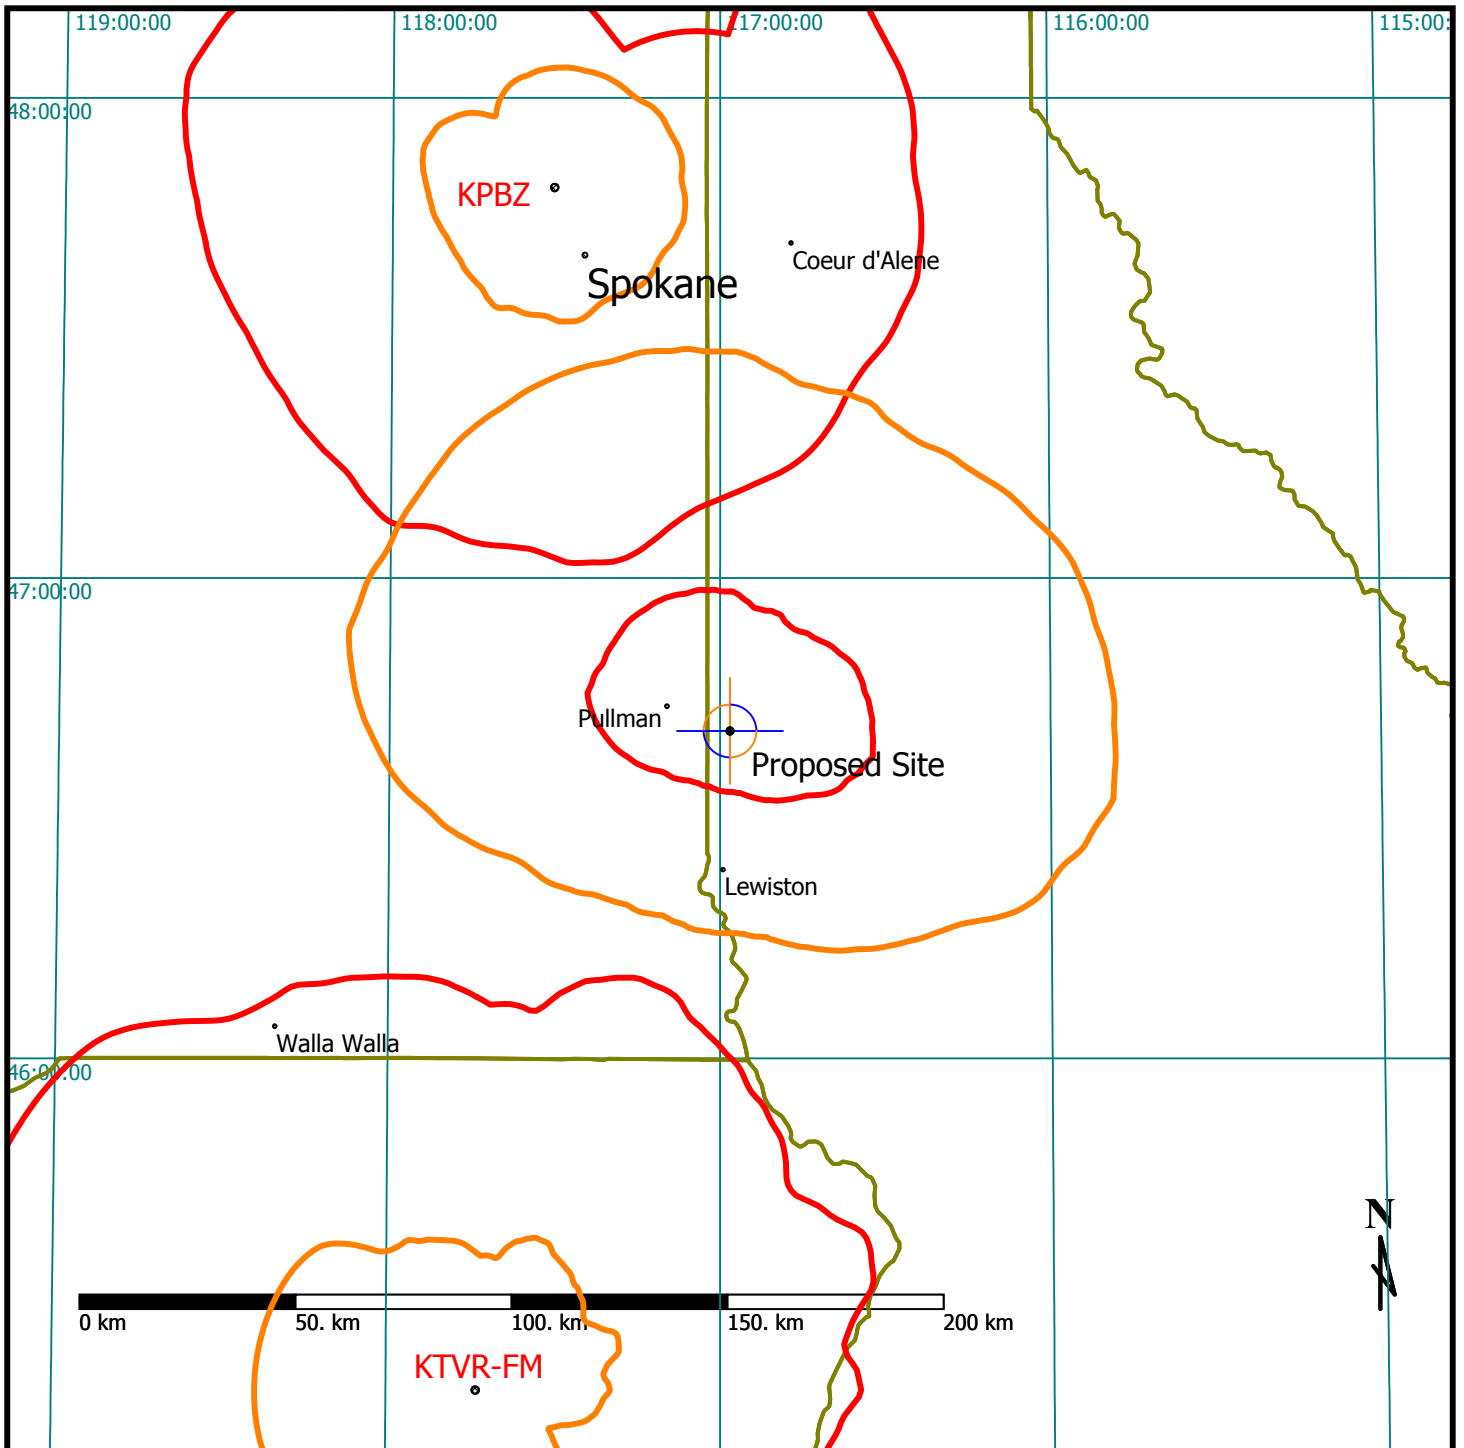 119:00:00
118:00:00
117:00:00
116:00:00
115:00:
48:00:00
KPBZ
Coeur d'Alene
Spokane
47:00:00
Pullman
Proposed Site
Lewiston
Walla Walla
46:00:00
N
0 km
50. km
100. km
150. km
200 km
KTVR-FM